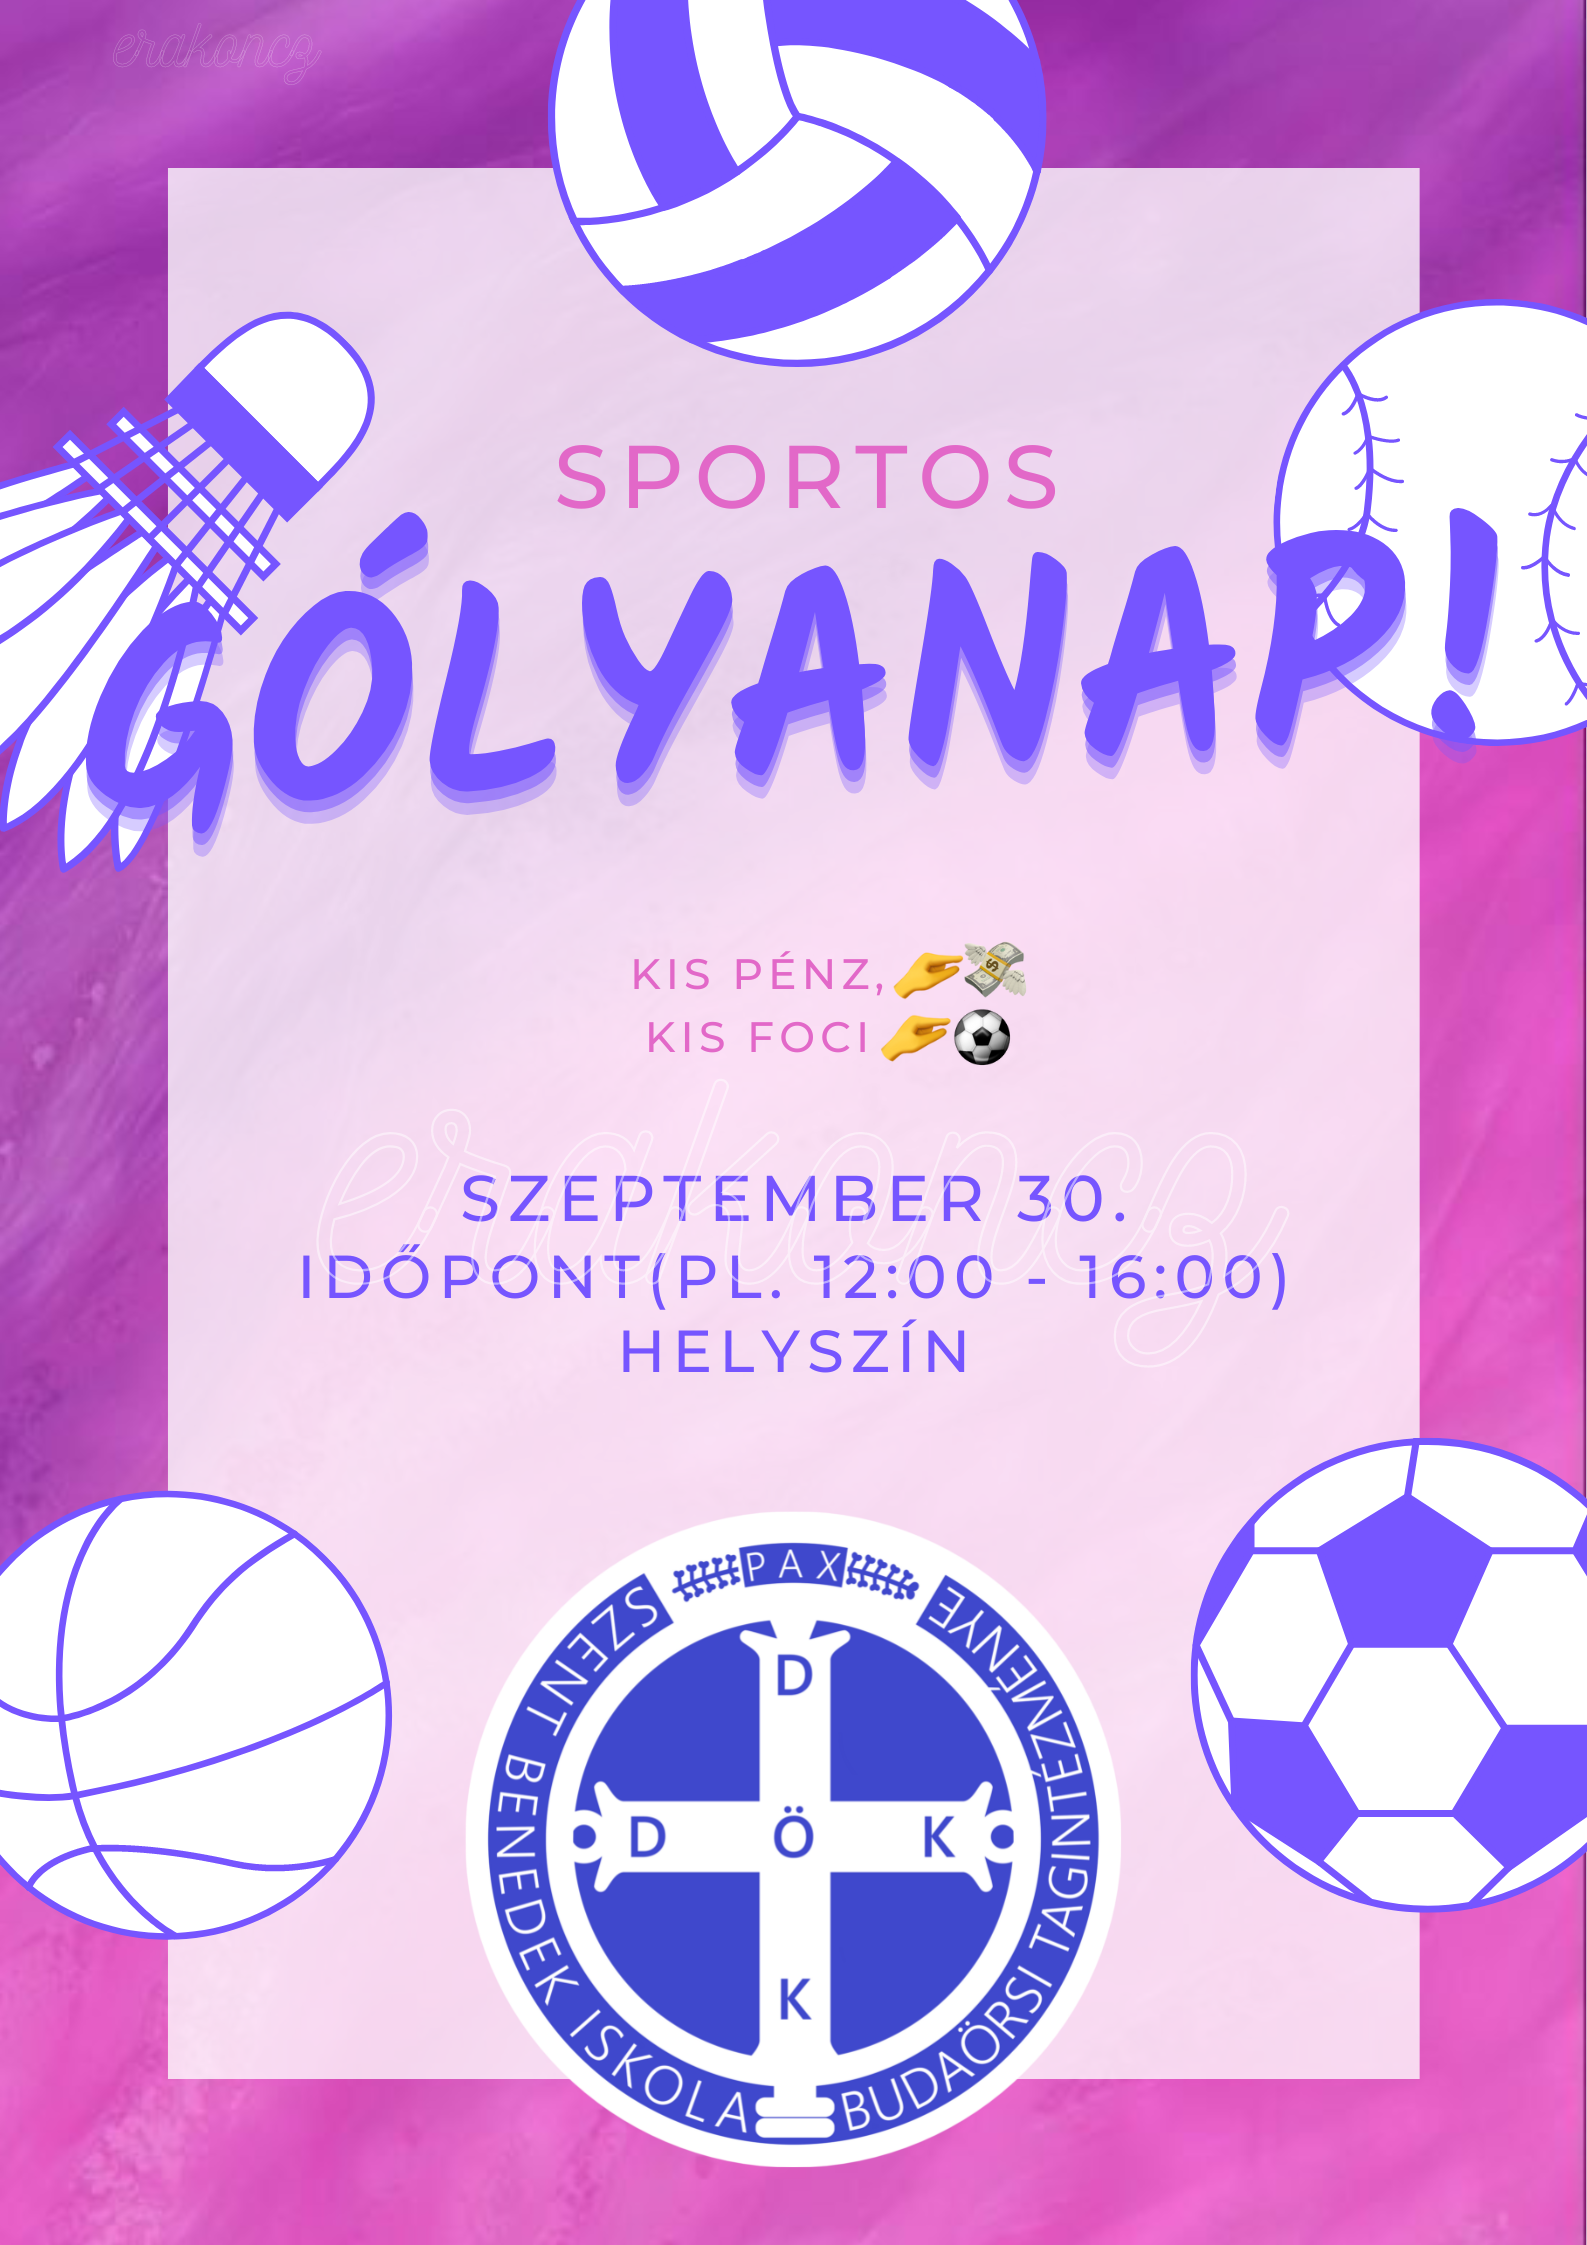 erakoncz
SPORTOS
GÓLYANAP!
KIS PÉNZ,
KIS FOCI
erakoncz
SZEPTEMBER 30.
IDŐPONT(PL. 12:00 - 16:00)
HELYSZÍN
PAX
SZENT BENEDEK ISKOLA
BUDAÖRSI TAGINTÉZMÉNYE
D
D Ö K
K